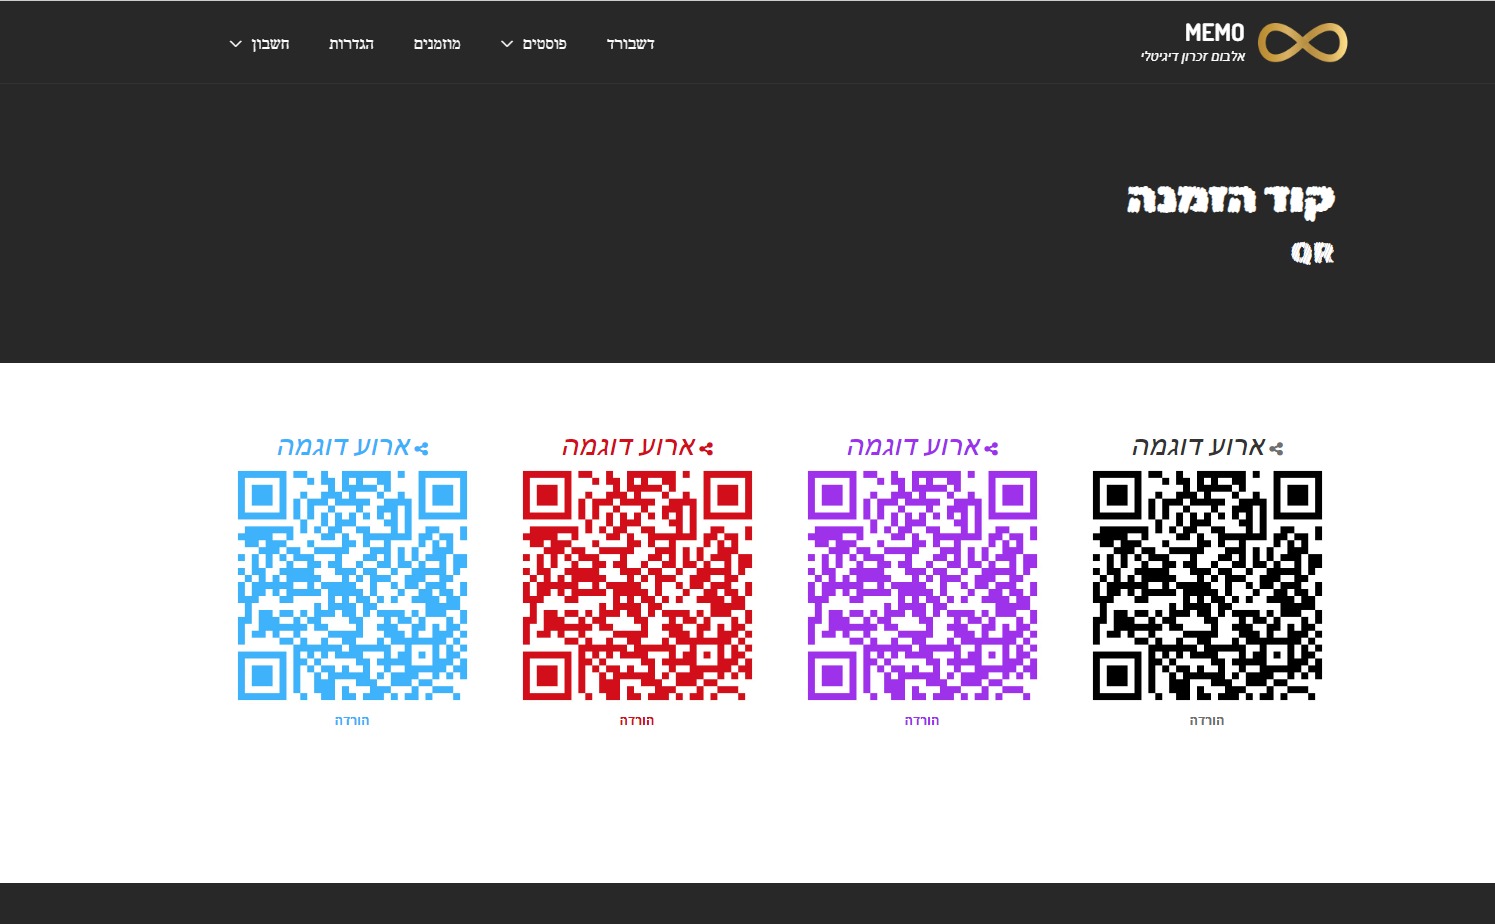 MEMO
אלבום זכרון דיגיטלי
דשבורד פוסטים מוזמנים הגדרות חשבון
קוד הזמנה
QR
ארוע דוגמה
ארוע דוגמה
ארוע דוגמה
ארוע דוגמה
הורדה
הורדה
הורדה
הורדה